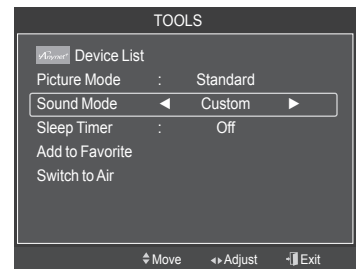 TOOLS
Anynet+ Device List
Picture Mode : Standard
Sound Mode ◄ Custom ►
Sleep Timer : Off
Add to Favorite
Switch to Air
Move Adjust Exit